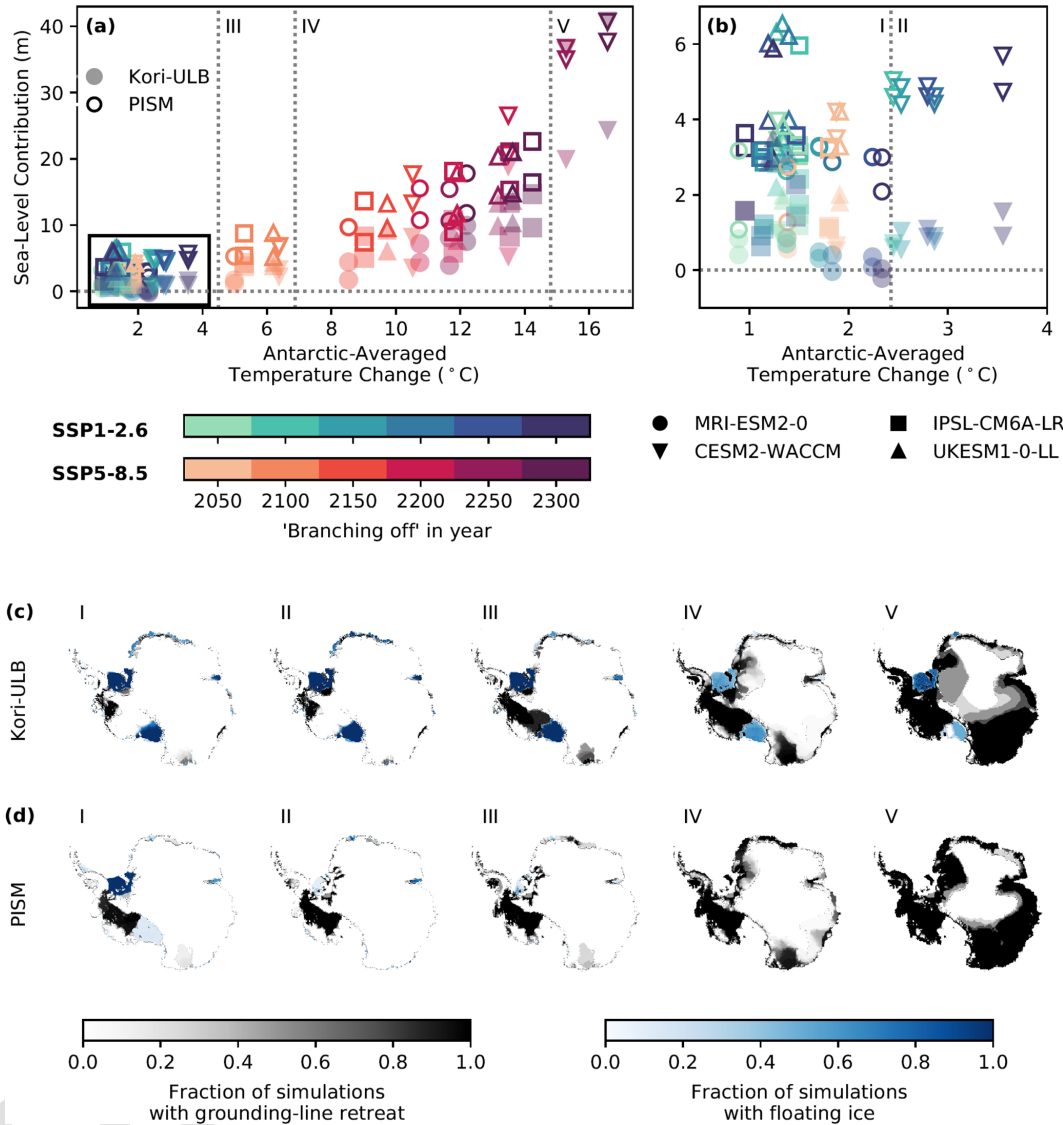 (a)
III
IV
V
Kori-ULB
PISM
40
30
20
10
0
Sea-Level Contribution (m)
2
4
6
8
10
12
14
16
Antarctic-Averaged
Temperature Change (°C)
(b)
I
II
6
4
2
0
1
2
3
4
Antarctic-Averaged
Temperature Change (°C)
SSP1-2.6
SSP5-8.5
2050
2100
2150
2200
2250
2300
'Branching off' in year
MRI-ESM2-0
IPSL-CM6A-LR
CESM2-WACCM
UKESM1-0-LL
(c)
I
II
III
IV
V
Kori-ULB
(d)
I
II
III
IV
V
PISM
0.0
0.2
0.4
0.6
0.8
1.0
Fraction of simulations
with grounding-line retreat
0.0
0.2
0.4
0.6
0.8
1.0
Fraction of simulations
with floating ice